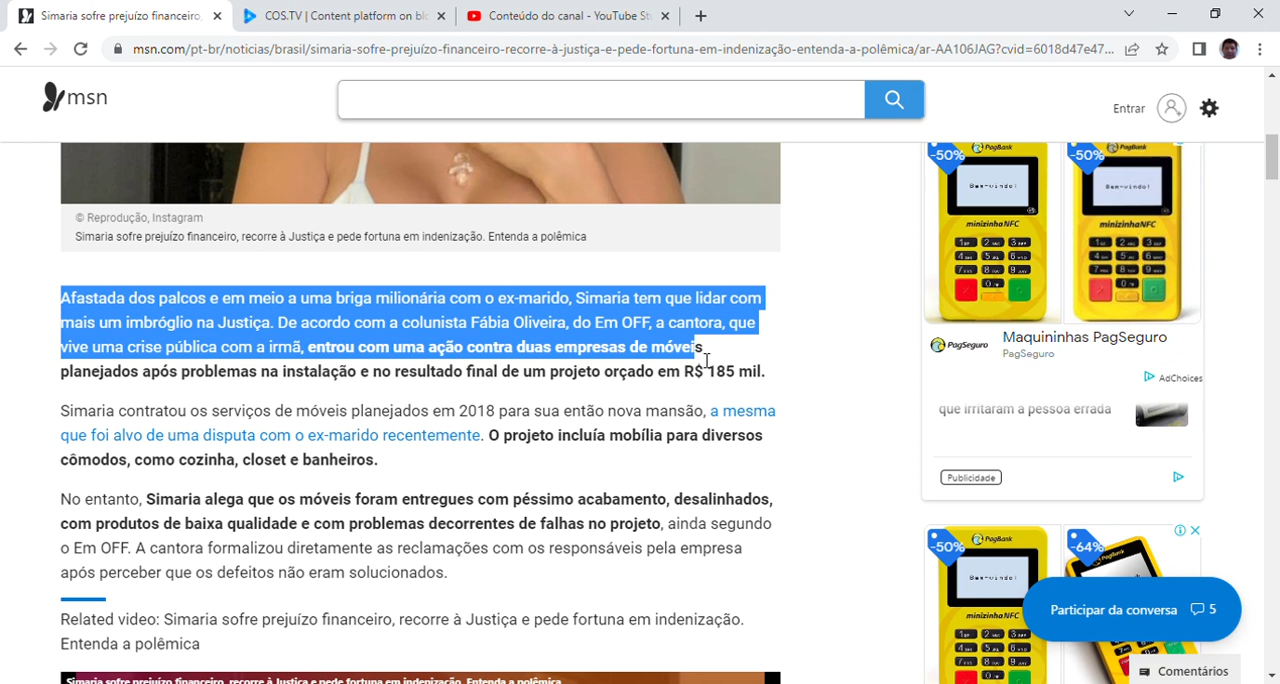 Simaria sofre prejuízo financeiro,
COS.TV | Content platform on bl
Conteúdo do canal - YouTube St
msn.com/pt-br/noticias/brasil/simaria-sofre-prejuízo-financeiro-recorre-à-justiça-e-pede-fortuna-em-indenização-entenda-a-polêmica/ar-AA106JAG?cvid=6018d47e47...
msn
Entrar
© Reprodução, Instagram
Simaria sofre prejuízo financeiro, recorre à Justiça e pede fortuna em indenização. Entenda a polêmica
Afastada dos palcos e em meio a uma briga milionária com o ex-marido, Simaria tem que lidar com
mais um imbróglio na Justiça. De acordo com a colunista Fábia Oliveira, do Em OFF, a cantora, que
vive uma crise pública com a irmã, entrou com uma ação contra duas empresas de móveis
planejados após problemas na instalação e no resultado final de um projeto orçado em R$ 185 mil.
Simaria contratou os serviços de móveis planejados em 2018 para sua então nova mansão, a mesma
que foi alvo de uma disputa com o ex-marido recentemente. O projeto incluía mobília para diversos
cômodos, como cozinha, closet e banheiros.
No entanto, Simaria alega que os móveis foram entregues com péssimo acabamento, desalinhados,
com produtos de baixa qualidade e com problemas decorrentes de falhas no projeto, ainda segundo
o Em OFF. A cantora formalizou diretamente as reclamações com os responsáveis pela empresa
após perceber que os defeitos não eram solucionados.
Related video: Simaria sofre prejuízo financeiro, recorre à Justiça e pede fortuna em indenização.
Entenda a polêmica
Simaria sofre prejuízo financeiro, recorre à Justiça e pede fortuna em indenização. Entenda a polêmica
-50% PagBank -50% PagBank
Bem-vindo! Bem-vindo!
minizinhaNFC minizinhaNFC
PagSeguro
Maquininhas PagSeguro
PagSeguro
AdChoices
que irritaram a pessoa errada
Publicidade
-50% PagBank -64%
Bem-vindo!
minizinhaNFC
Participar da conversa 5
Comentários